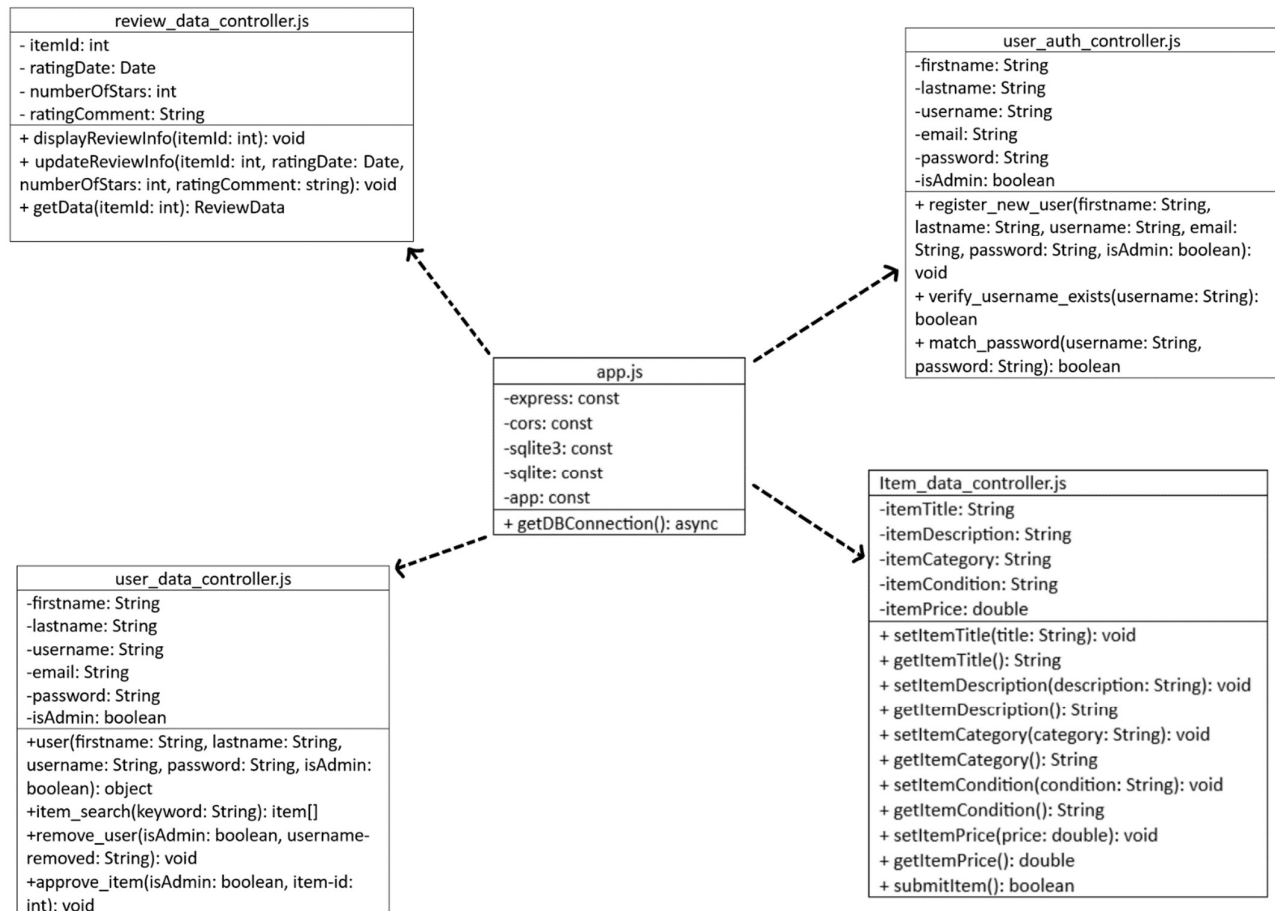 review_data_controller.js
- itemId: int
- ratingDate: Date
- numberOfStars: int
- ratingComment: String
+ displayReviewInfo(itemId: int): void
+ updateReviewInfo(itemId: int, ratingDate: Date,
numberOfStars: int, ratingComment: string): void
+ getData(itemId: int): ReviewData
user_auth_controller.js
-firstname: String
-lastname: String
-username: String
-email: String
-password: String
-isAdmin: boolean
+ register_new_user(firstname: String,
lastname: String, username: String, email:
String, password: String, isAdmin: boolean):
void
+ verify_username_exists(username: String):
boolean
+ match_password(username: String,
password: String): boolean
app.js
-express: const
-cors: const
-sqlite3: const
-sqlite: const
-app: const
+ getDBConnection(): async
Item_data_controller.js
-itemTitle: String
-itemDescription: String
-itemCategory: String
-itemCondition: String
-itemPrice: double
+ setItemTitle(title: String): void
+ getItemTitle(): String
+ setItemDescription(description: String): void
+ getItemDescription(): String
+ setItemCategory(category: String): void
+ getItemCategory(): String
+ setItemCondition(condition: String): void
+ getItemCondition(): String
+ setItemPrice(price: double): void
+ getItemPrice(): double
+ submitItem(): boolean
user_data_controller.js
-firstname: String
-lastname: String
-username: String
-email: String
-password: String
-isAdmin: boolean
+user(firstname: String, lastname: String,
username: String, password: String, isAdmin:
boolean): object
+item_search(keyword: String): item[]
+remove_user(isAdmin: boolean, username-
removed: String): void
+approve_item(isAdmin: boolean, item-id:
int): void